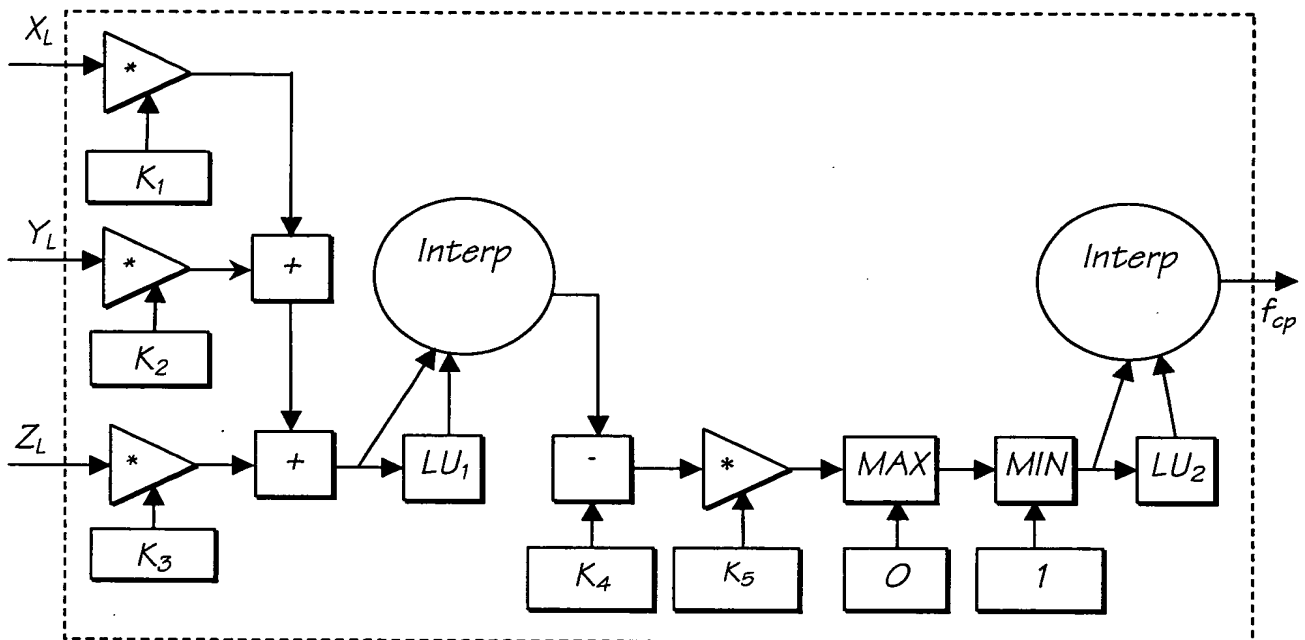 X_L
*
K_1
Y_L
*
+
Interp
Interp
f_cp
K_2
Z_L
*
+
LU_1
-
*
MAX
MIN
LU_2
K_3
K_4
K_5
0
1